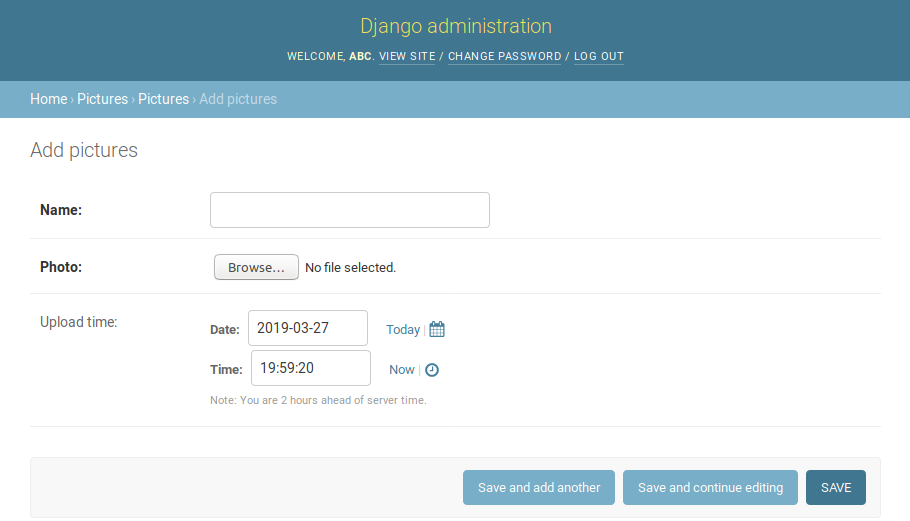 Django administration
WELCOME, ABC. VIEW SITE / CHANGE PASSWORD / LOG OUT
Home › Pictures › Pictures › Add pictures
Add pictures
Name:
Photo: Browse... No file selected.
Upload time:
Date: 2019-03-27 Today |
Time: 19:59:20 Now |
Note: You are 2 hours ahead of server time.
Save and add another Save and continue editing SAVE